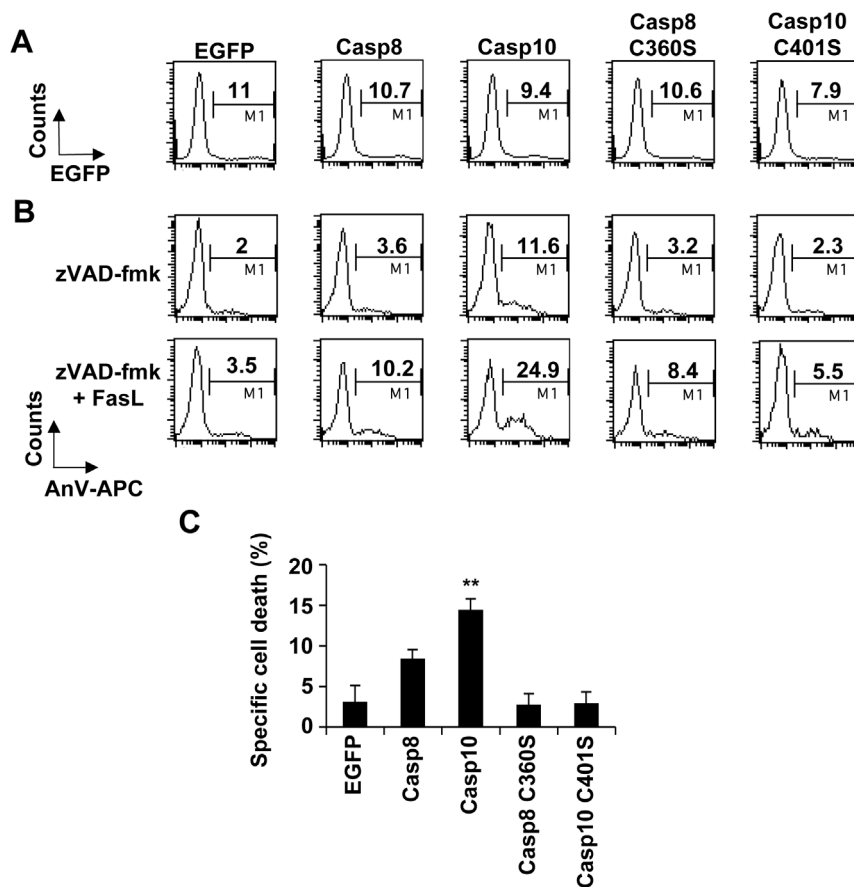 A
EGFP
Casp8
Casp10
Casp8
C360S
Casp10
C401S
Counts
EGFP
11
M1
10.7
M1
9.4
M1
10.6
M1
7.9
M1
B
zVAD-fmk
2
M1
3.6
M1
11.6
M1
3.2
M1
2.3
M1
zVAD-fmk
+ FasL
3.5
M1
10.2
M1
24.9
M1
8.4
M1
5.5
M1
Counts
AnV-APC
C
Specific cell death (%)
20
15
10
5
0
**
EGFP
Casp8
Casp10
Casp8 C360S
Casp10 C401S